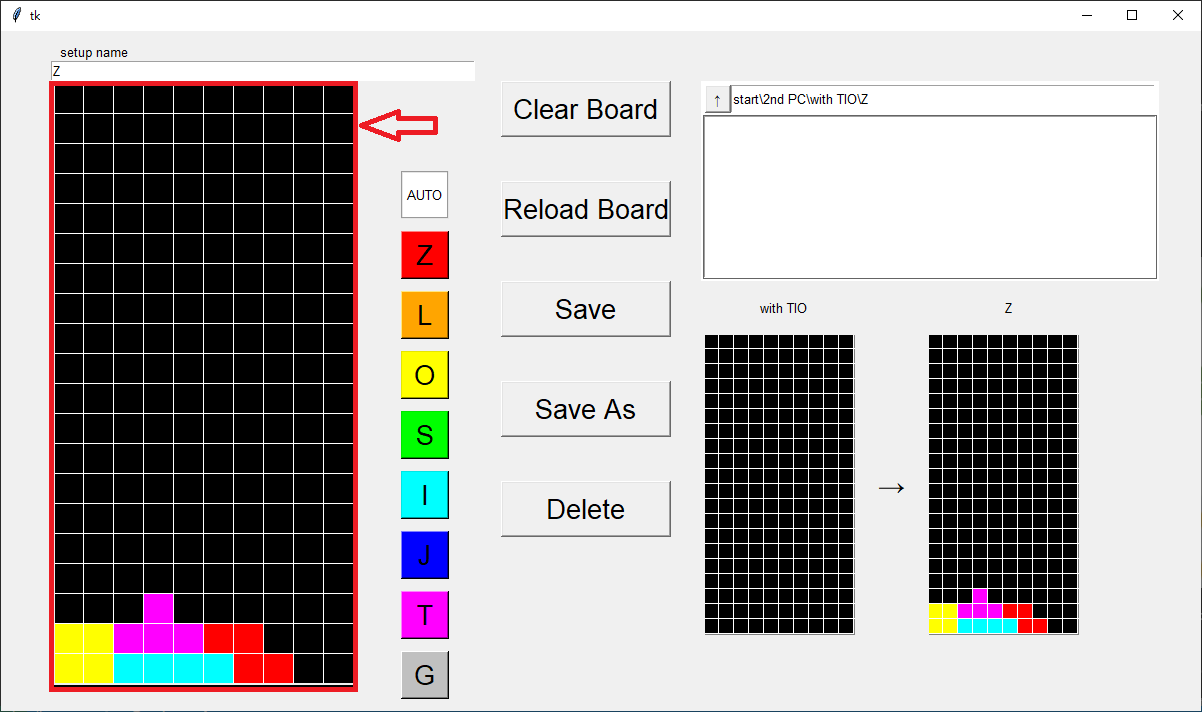 tk
setup name
Z
Clear Board
↑ start\2nd PC\with TIO\Z
AUTO
Reload Board
Z
L
Save
with TIO
Z
O
Save As
S
I
→
Delete
J
T
G